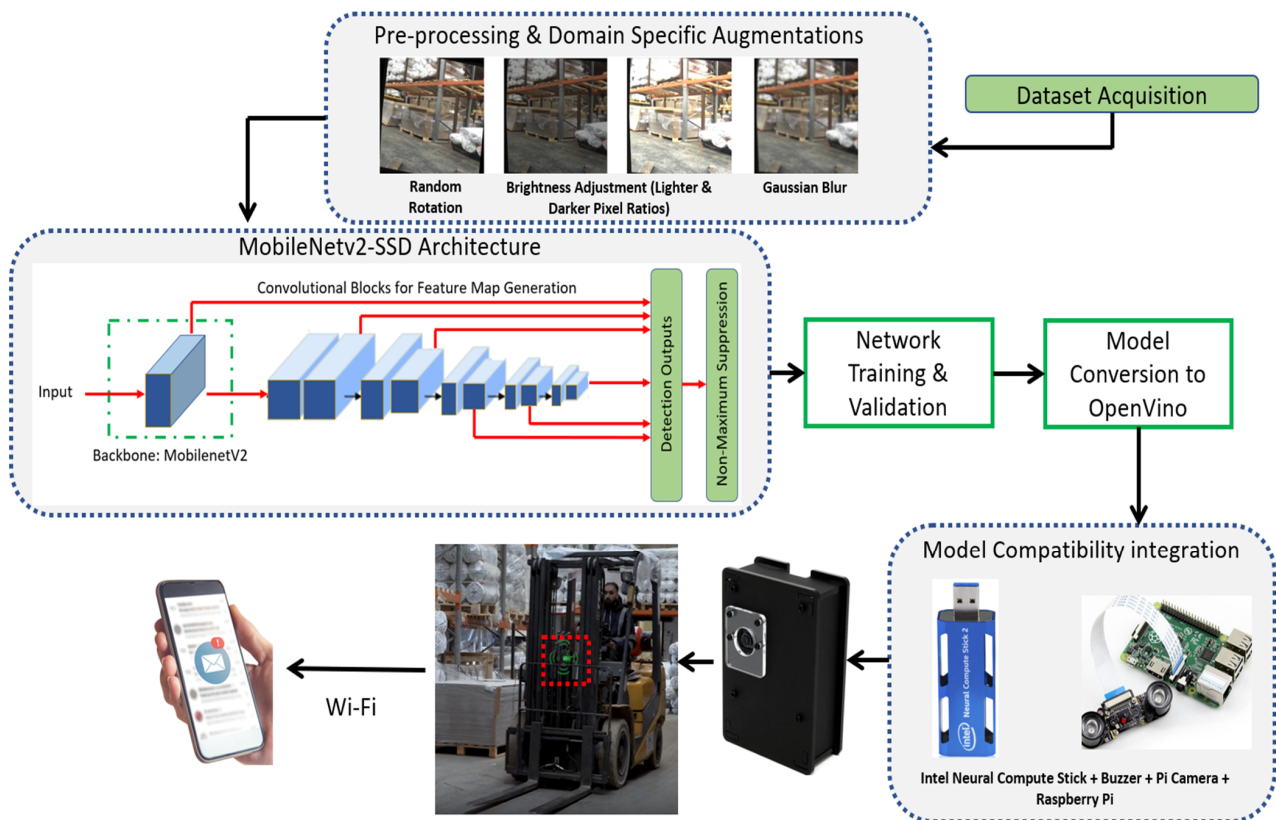 Pre-processing & Domain Specific Augmentations
Dataset Acquisition
Random
Rotation
Brightness Adjustment (Lighter &
Darker Pixel Ratios)
Gaussian Blur
MobileNetv2-SSD Architecture
Convolutional Blocks for Feature Map Generation
Input
Backbone: MobilenetV2
Detection Outputs
Non-Maximum Suppression
Network
Training &
Validation
Model
Conversion to
OpenVino
Model Compatibility integration
intel Neural Compute Stick 2
Intel Neural Compute Stick + Buzzer + Pi Camera +
Raspberry Pi
Wi-Fi
1